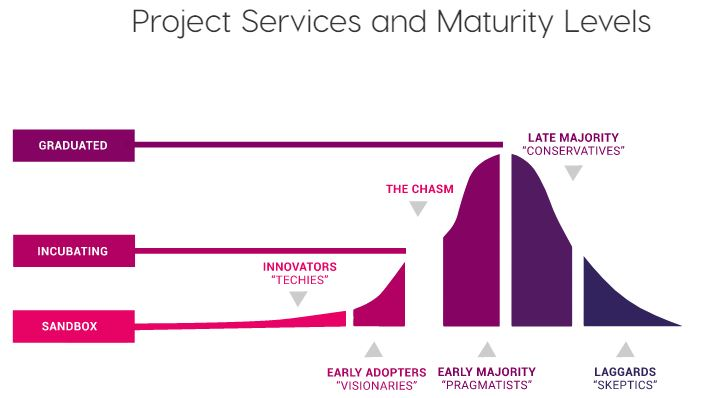 Project Services and Maturity Levels
GRADUATED
LATE MAJORITY
“CONSERVATIVES”
THE CHASM
INCUBATING
INNOVATORS
“TECHIES”
SANDBOX
EARLY ADOPTERS
“VISIONARIES”
EARLY MAJORITY
“PRAGMATISTS”
LAGGARDS
“SKEPTICS”